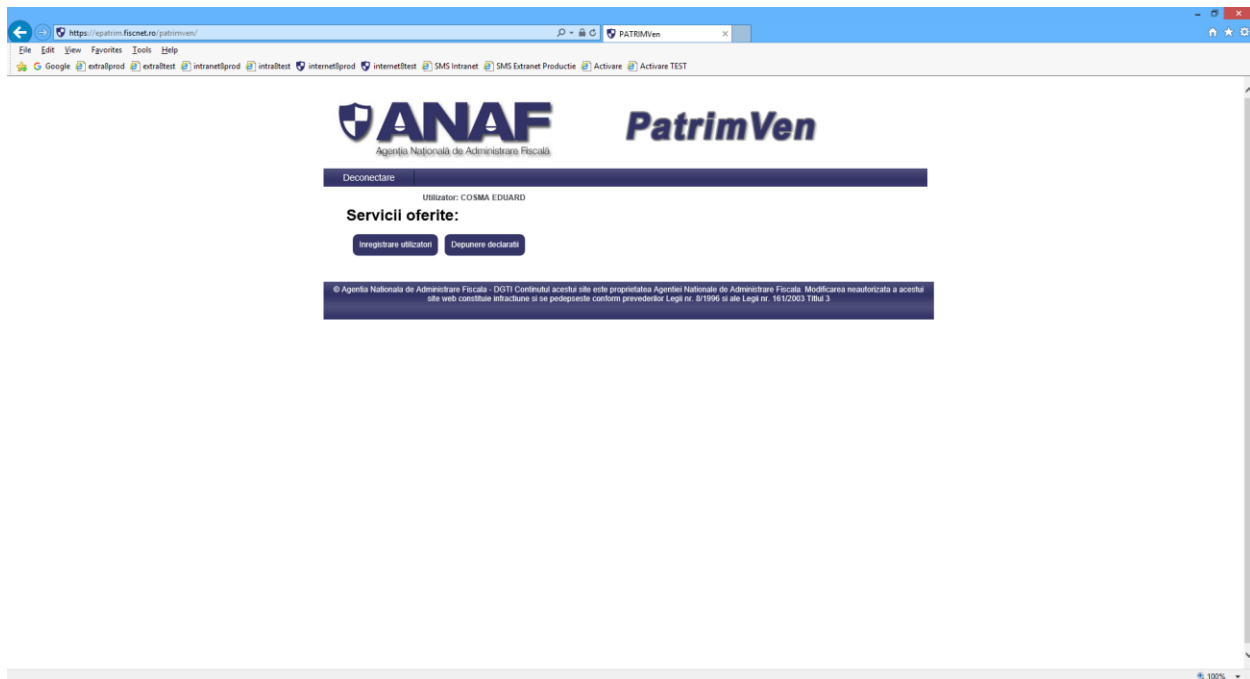 https://epatrim.fiscnet.ro/patrimven/
PATRIMVen
File Edit View Favorites Tools Help
Google extra8prod extra8test intranet8prod intra8test internet8prod internet8test SMS Intranet SMS Extranet Productie Activare Activare TEST
ANAF
Agenția Națională de Administrare Fiscală
PatrimVen
Deconectare
Utilizator: COSMA EDUARD
Servicii oferite:
Inregistrare utilizatori Depunere declaratii
© Agentia Nationala de Administrare Fiscala - DGTI Continutul acestui site este proprietatea Agentiei Nationale de Administrare Fiscala. Modificarea neautorizata a acestui
site web constituie infractiune si se pedepseste conform prevederilor Legii nr. 8/1996 si ale Legii nr. 161/2003 Titlul 3
100%